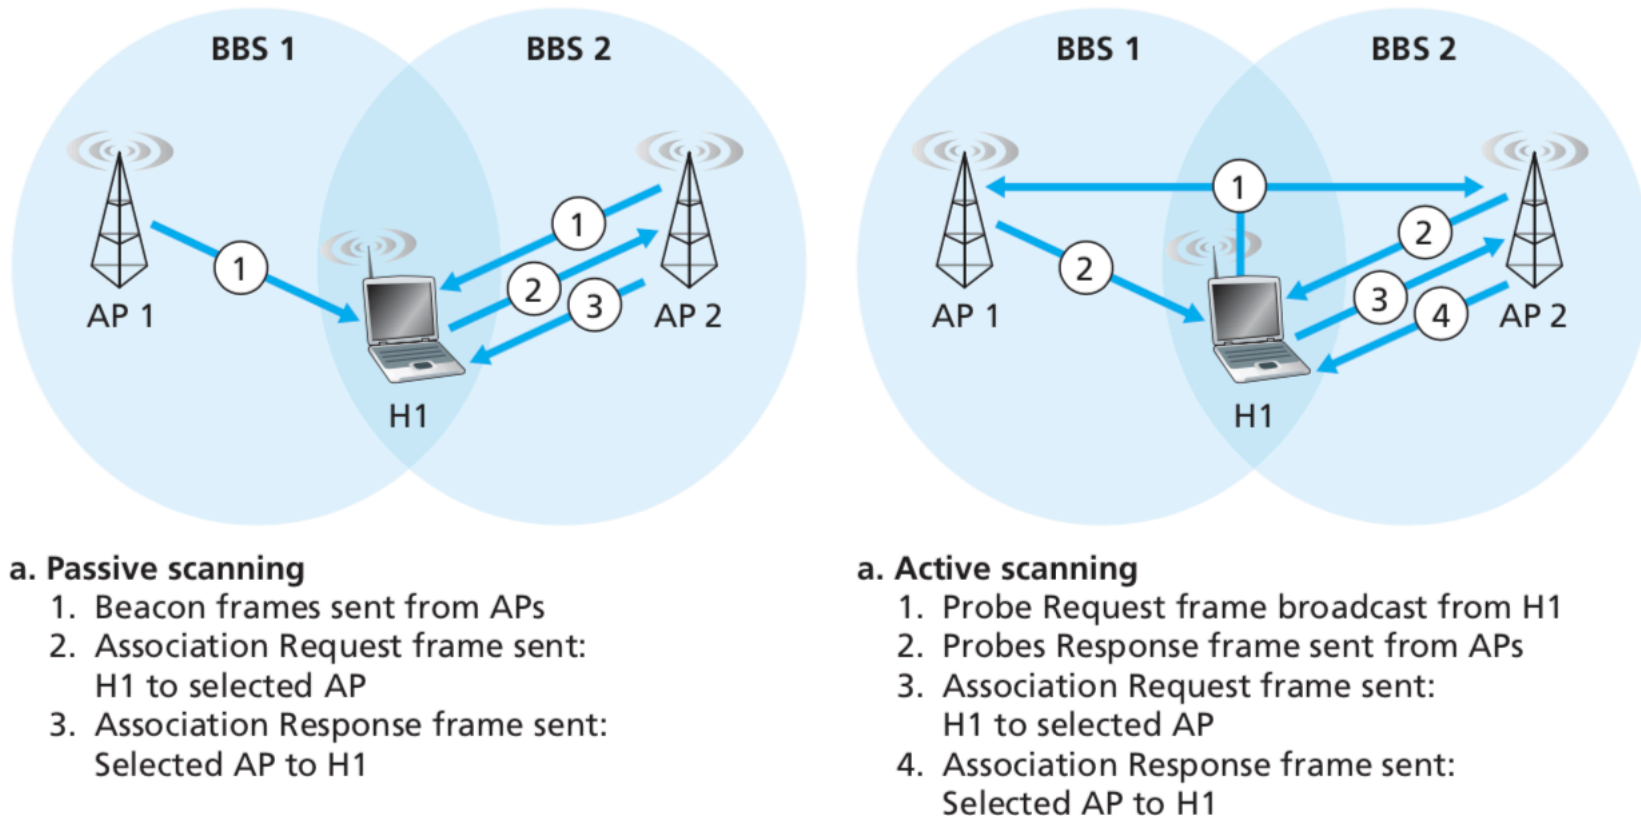 BBS 1
BBS 2
1
1
2
3
AP 1
AP 2
H1
a. Passive scanning
1. Beacon frames sent from APs
2. Association Request frame sent:
H1 to selected AP
3. Association Response frame sent:
Selected AP to H1
BBS 1
BBS 2
1
2
2
3
4
AP 1
AP 2
H1
a. Active scanning
1. Probe Request frame broadcast from H1
2. Probes Response frame sent from APs
3. Association Request frame sent:
H1 to selected AP
4. Association Response frame sent:
Selected AP to H1